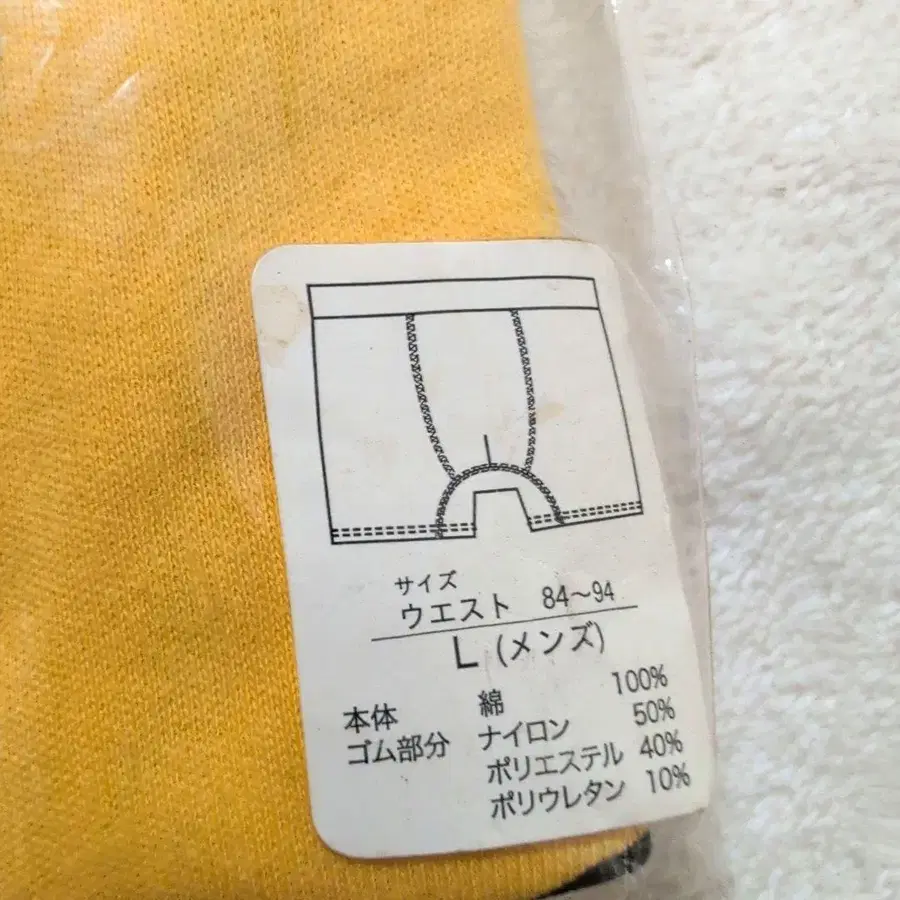 サイズ
ウエスト 84～94
L (メンズ)
本体 綿 100%
ゴム部分 ナイロン 50%
ポリエステル 40%
ポリウレタン 10%